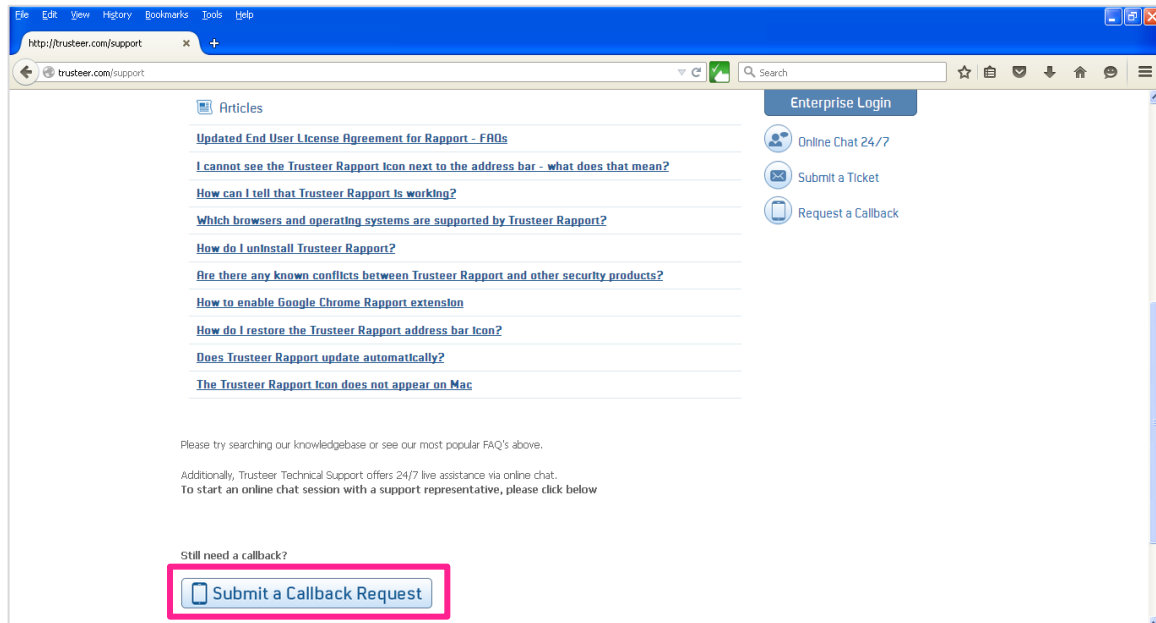 File Edit View History Bookmarks Tools Help
http://trusteer.com/support
trusteer.com/support
Search
Articles
Updated End User License Agreement for Rapport - FAQs
I cannot see the Trusteer Rapport Icon next to the address bar - what does that mean?
How can I tell that Trusteer Rapport is working?
Which browsers and operating systems are supported by Trusteer Rapport?
How do I uninstall Trusteer Rapport?
Are there any known conflicts between Trusteer Rapport and other security products?
How to enable Google Chrome Rapport extension
How do I restore the Trusteer Rapport address bar icon?
Does Trusteer Rapport update automatically?
The Trusteer Rapport icon does not appear on Mac
Enterprise Login
Online Chat 24/7
Submit a Ticket
Request a Callback
Please try searching our knowledgebase or see our most popular FAQ's above.
Additionally, Trusteer Technical Support offers 24/7 live assistance via online chat.
To start an online chat session with a support representative, please click below
Still need a callback?
Submit a Callback Request